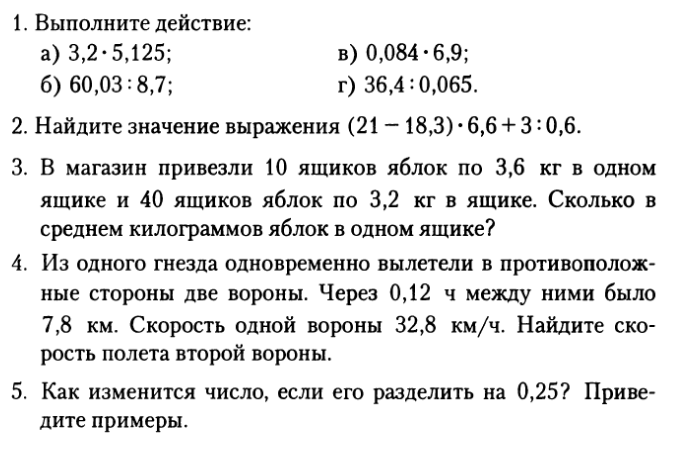 1. Выполните действие:
а) 3,2 · 5,125; в) 0,084 · 6,9;
б) 60,03 : 8,7; г) 36,4 : 0,065.
2. Найдите значение выражения (21 − 18,3) · 6,6 + 3 : 0,6.
3. В магазин привезли 10 ящиков яблок по 3,6 кг в одном
ящике и 40 ящиков яблок по 3,2 кг в ящике. Сколько в
среднем килограммов яблок в одном ящике?
4. Из одного гнезда одновременно вылетели в противополож-
ные стороны две вороны. Через 0,12 ч между ними было
7,8 км. Скорость одной вороны 32,8 км/ч. Найдите ско-
рость полета второй вороны.
5. Как изменится число, если его разделить на 0,25? Приве-
дите примеры.